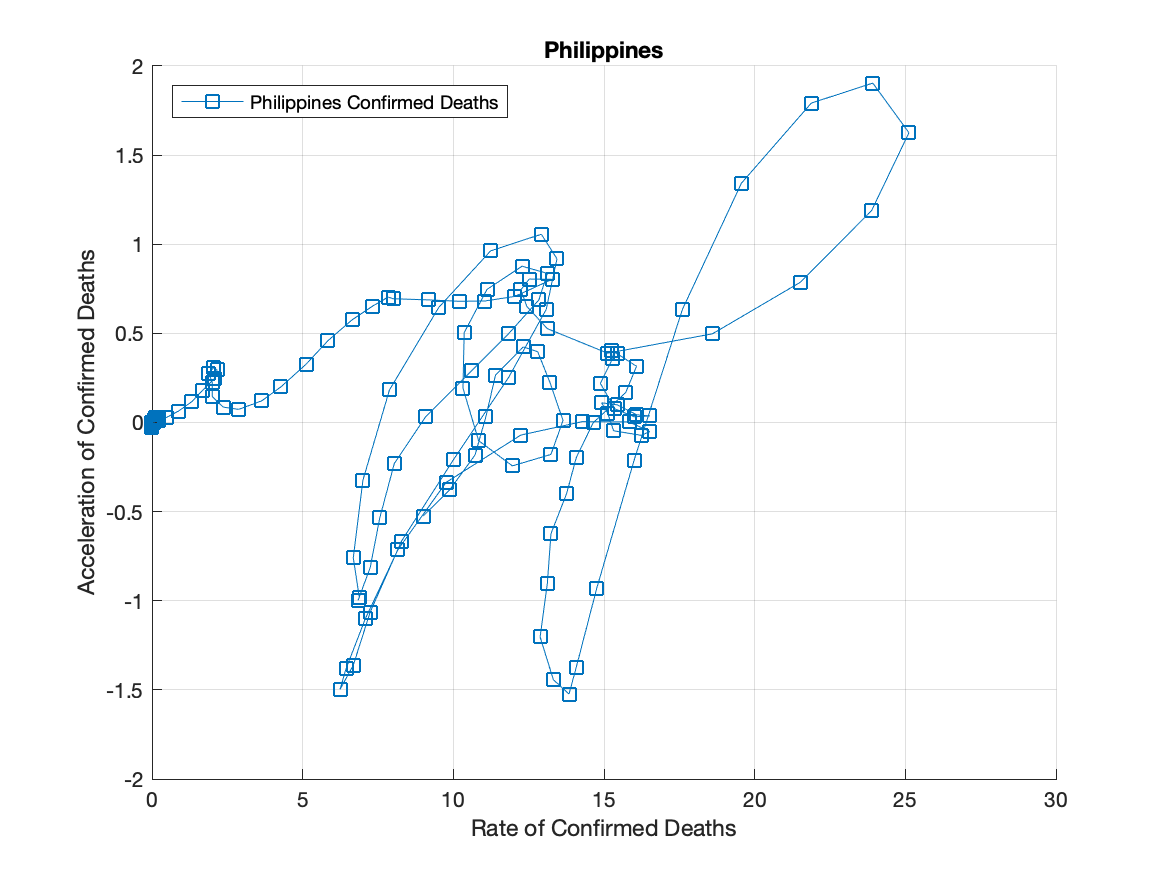 Philippines
Philippines Confirmed Deaths
2
1.5
1
0.5
0
-0.5
-1
-1.5
-2
Acceleration of Confirmed Deaths
0 5 10 15 20 25 30
Rate of Confirmed Deaths